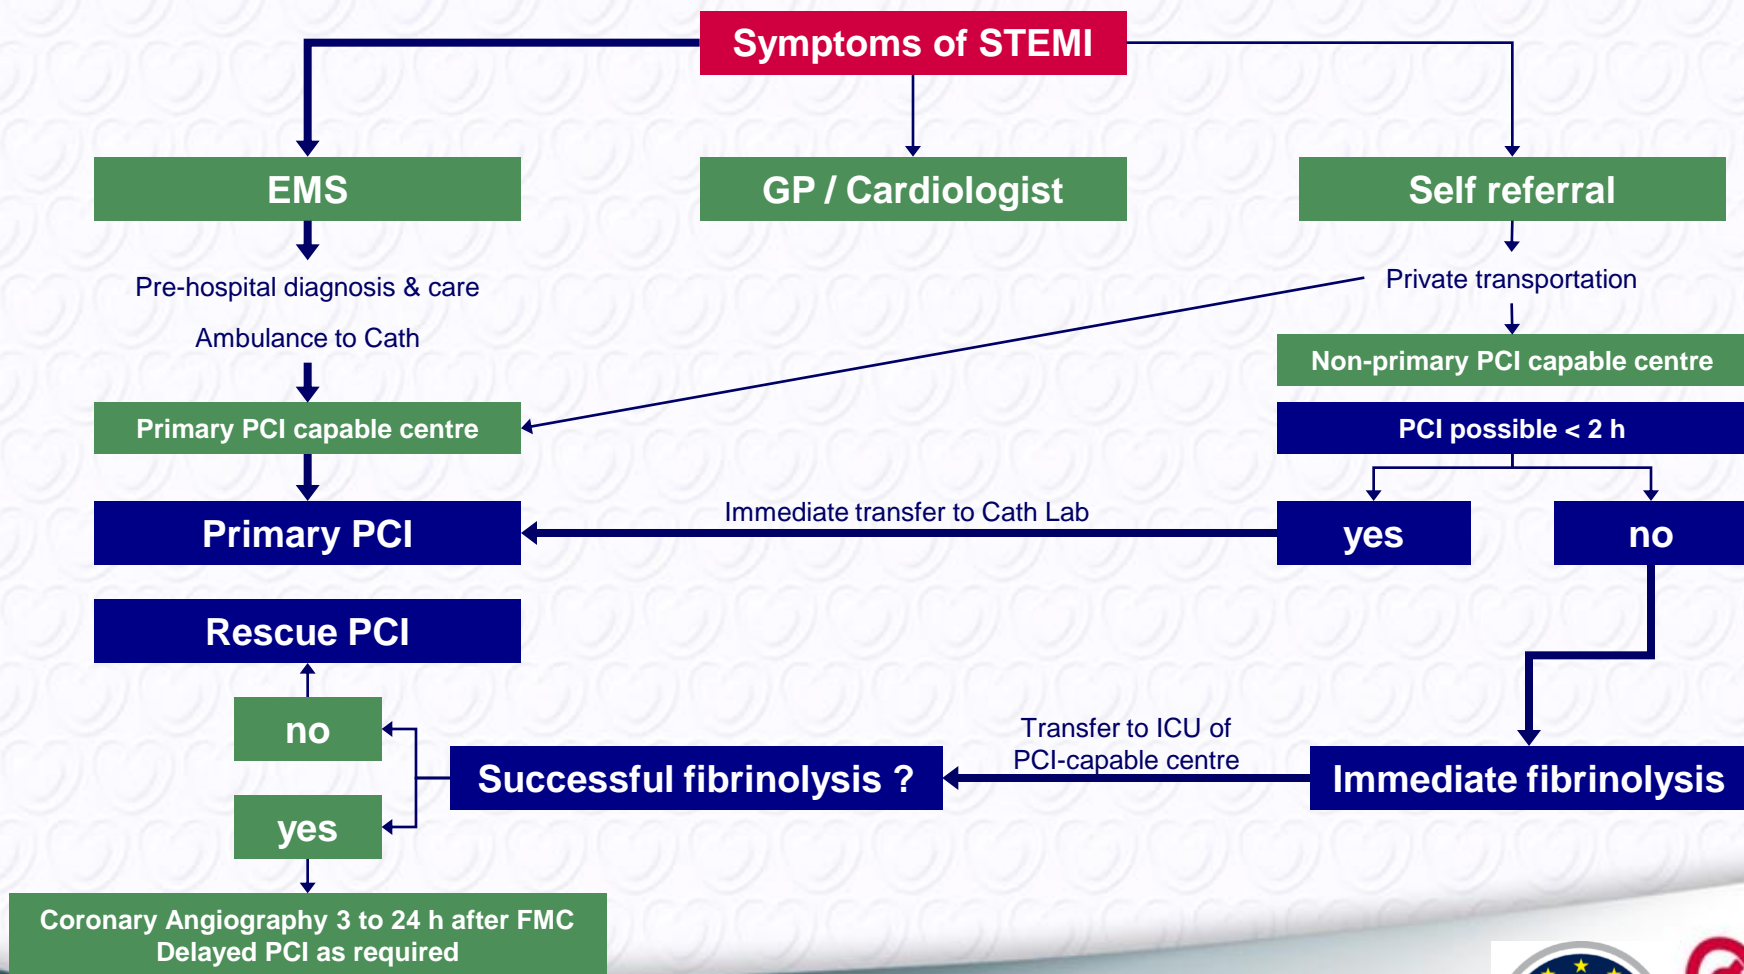 Symptoms of STEMI
EMS
GP / Cardiologist
Self referral
Pre-hospital diagnosis & care
Private transportation
Ambulance to Cath
Non-primary PCI capable centre
Primary PCI capable centre
PCI possible < 2 h
Immediate transfer to Cath Lab
Primary PCI
yes
no
Rescue PCI
no
Transfer to ICU of
PCI-capable centre
Successful fibrinolysis ?
Immediate fibrinolysis
yes
Coronary Angiography 3 to 24 h after FMC
Delayed PCI as required